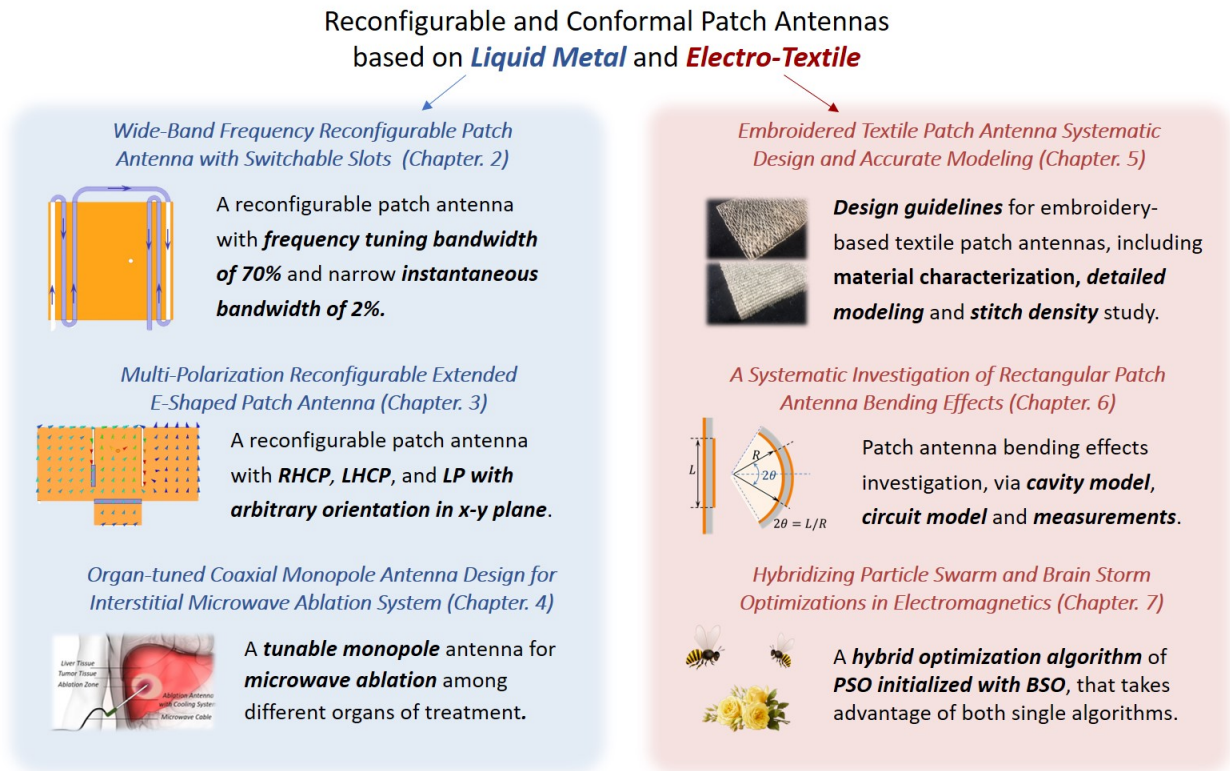 Reconfigurable and Conformal Patch Antennas
based on Liquid Metal and Electro-Textile
Wide-Band Frequency Reconfigurable Patch
Antenna with Switchable Slots (Chapter. 2)
A reconfigurable patch antenna
with frequency tuning bandwidth
of 70% and narrow instantaneous
bandwidth of 2%.
Multi-Polarization Reconfigurable Extended
E-Shaped Patch Antenna (Chapter. 3)
A reconfigurable patch antenna
with RHCP, LHCP, and LP with
arbitrary orientation in x-y plane.
Organ-tuned Coaxial Monopole Antenna Design for
Interstitial Microwave Ablation System (Chapter. 4)
Liver Tissue
Tumor Tissue
Ablation Zone
Ablation Antenna
with Cooling System
Microwave Cable
A tunable monopole antenna for
microwave ablation among
different organs of treatment.
Embroidered Textile Patch Antenna Systematic
Design and Accurate Modeling (Chapter. 5)
Design guidelines for embroidery-
based textile patch antennas, including
material characterization, detailed
modeling and stitch density study.
A Systematic Investigation of Rectangular Patch
Antenna Bending Effects (Chapter. 6)
L
R
2θ
2θ = L/R
Patch antenna bending effects
investigation, via cavity model,
circuit model and measurements.
Hybridizing Particle Swarm and Brain Storm
Optimizations in Electromagnetics (Chapter. 7)
A hybrid optimization algorithm of
PSO initialized with BSO, that takes
advantage of both single algorithms.